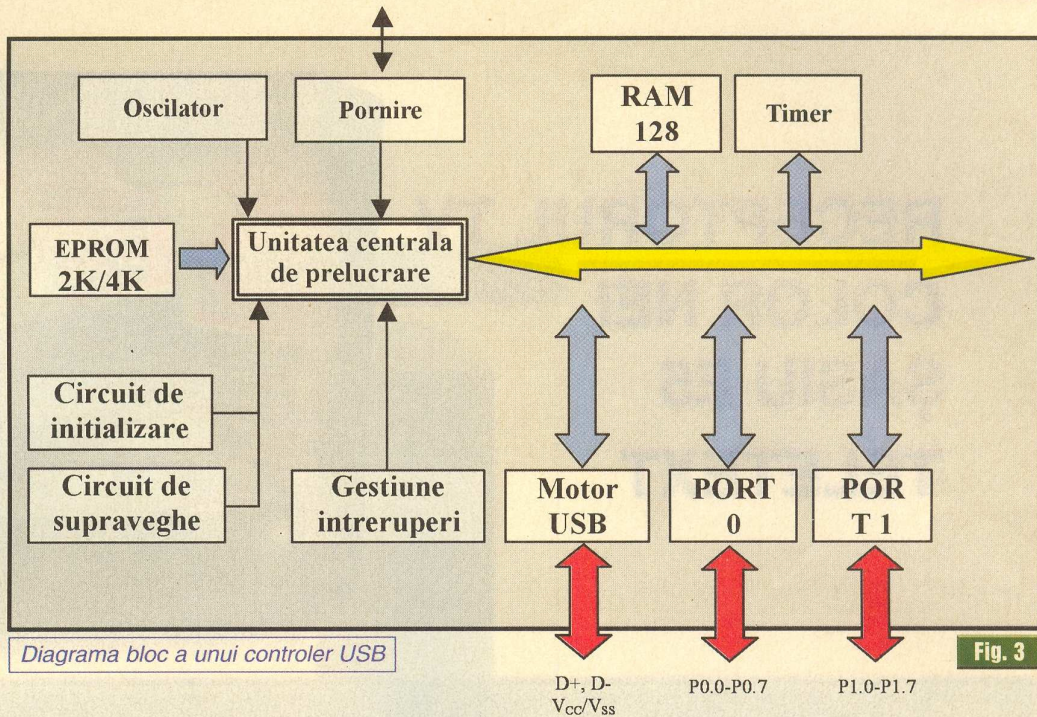 Oscilator
Pornire
RAM
128
Timer
EPROM
2K/4K
Unitatea centrala
de prelucrare
Circuit de
initializare
Circuit de
supraveghe
Gestiune
intreruperi
Motor
USB
PORT
0
POR
T 1
Diagrama bloc a unui controler USB
Fig. 3
D+, D-
VCC/VSS
P0.0-P0.7
P1.0-P1.7